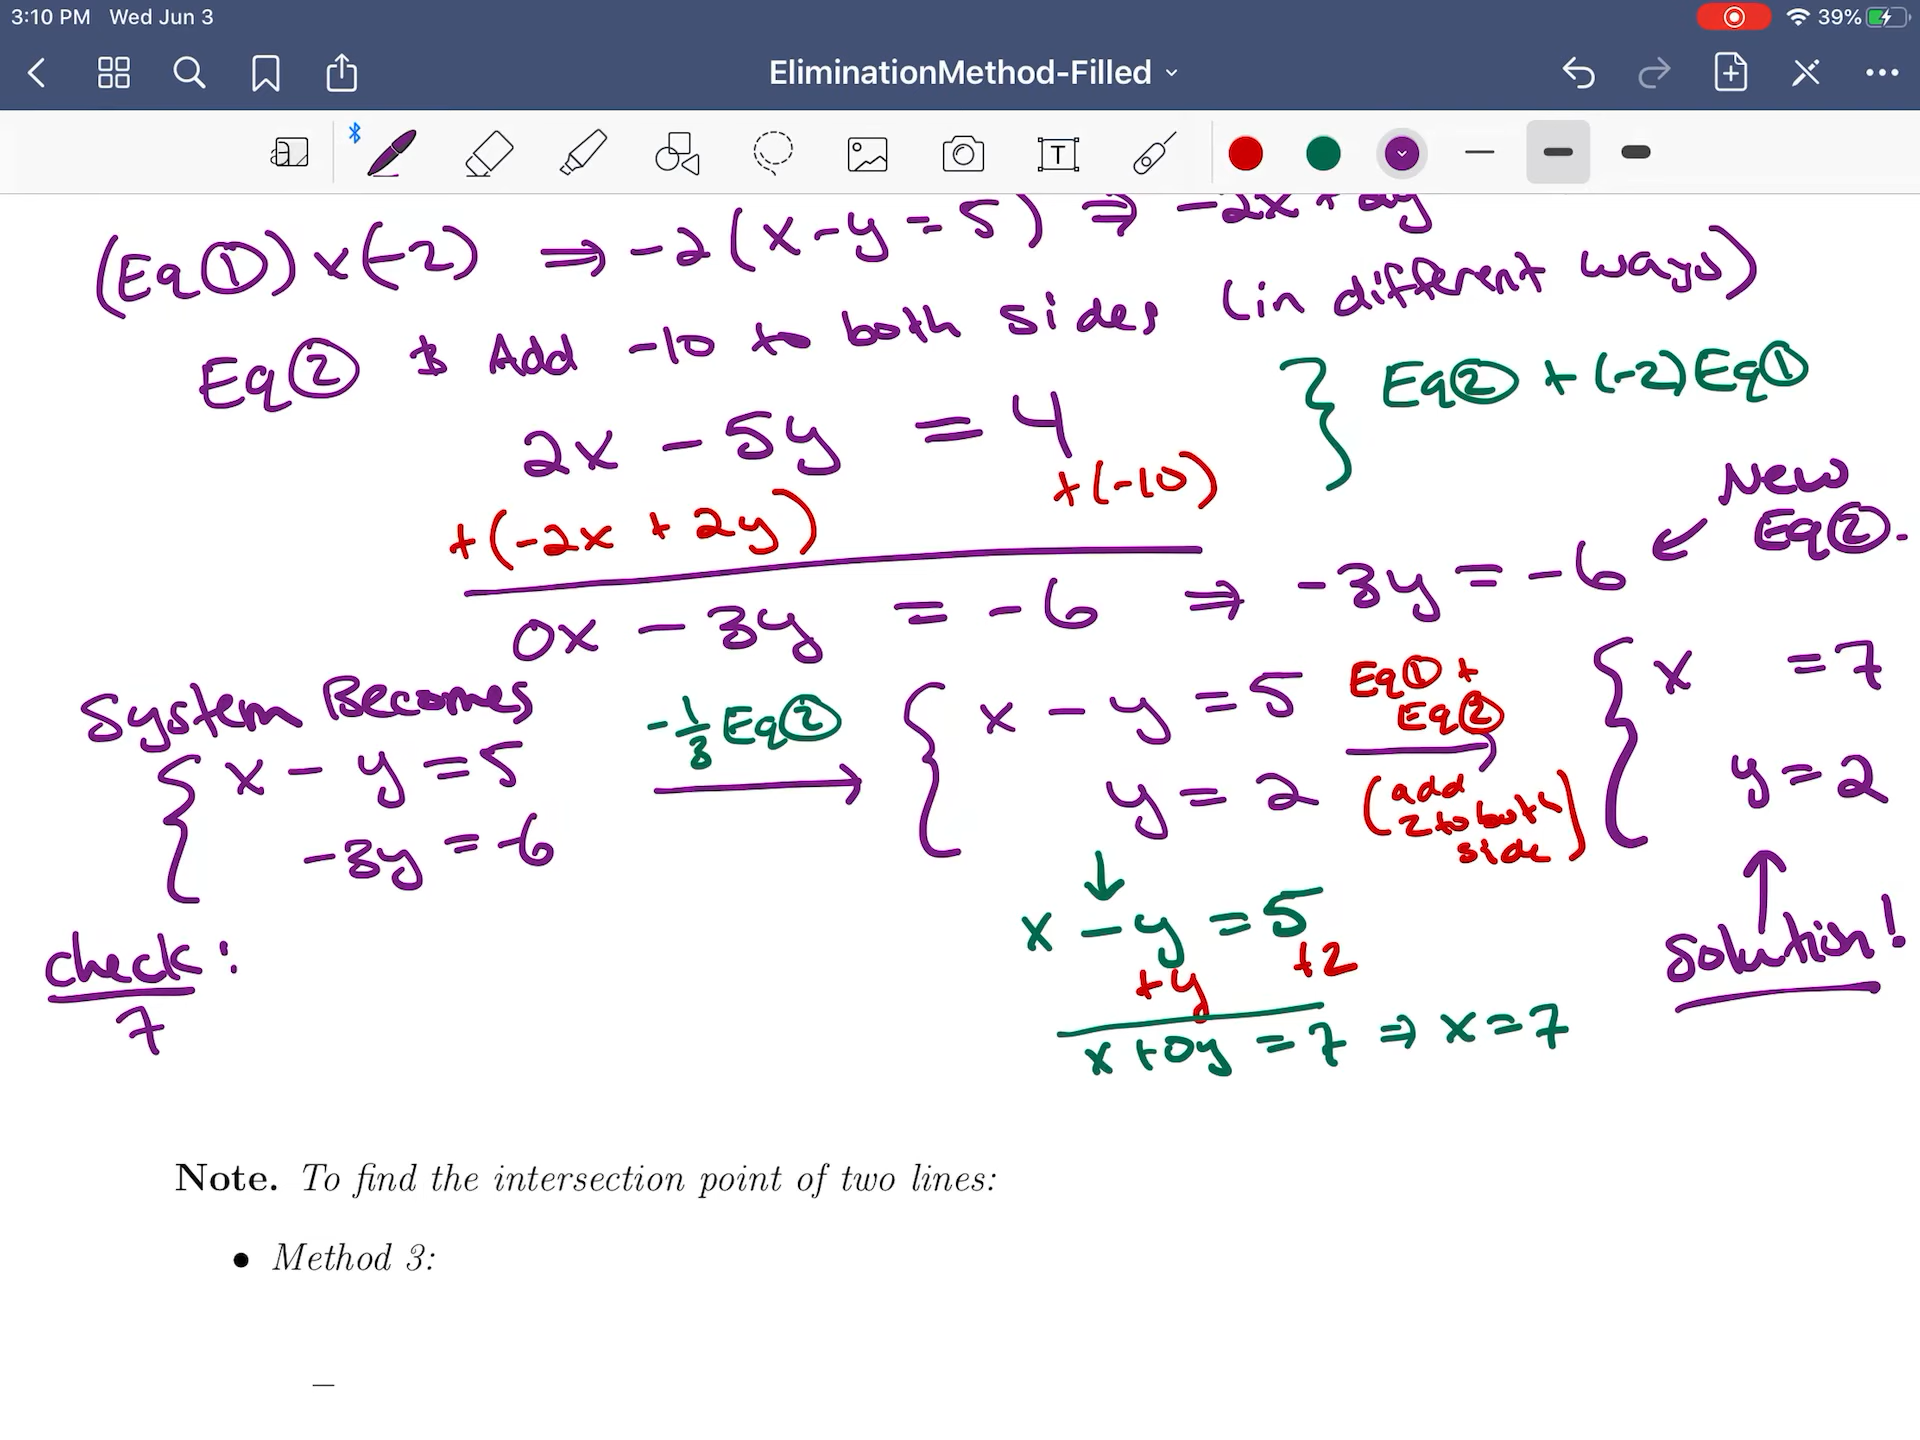 3:10 PM Wed Jun 3
39%
EliminationMethod-Filled
(Eq①)×(-2) ⇒ -2(x-y=5) ⇒ -2x+2y
Eq② & Add -10 to both sides (in different ways)
2x - 5y = 4 } Eq② + (-2)Eq①
+(-2x + 2y) +(-10)
0x - 3y = -6 ⇒ -3y = -6 ← New Eq②.
System Becomes
{ x - y = 5
-3y = -6
-1/3 Eq② →
{ x - y = 5
y = 2
Eq① + Eq② →
(add 2 to both side)
{ x = 7
y = 2
↑
Solution!
↓
x - y = 5
+y +2
x + 0y = 7 ⇒ x = 7
check:
7
Note. To find the intersection point of two lines:
• Method 3:
–